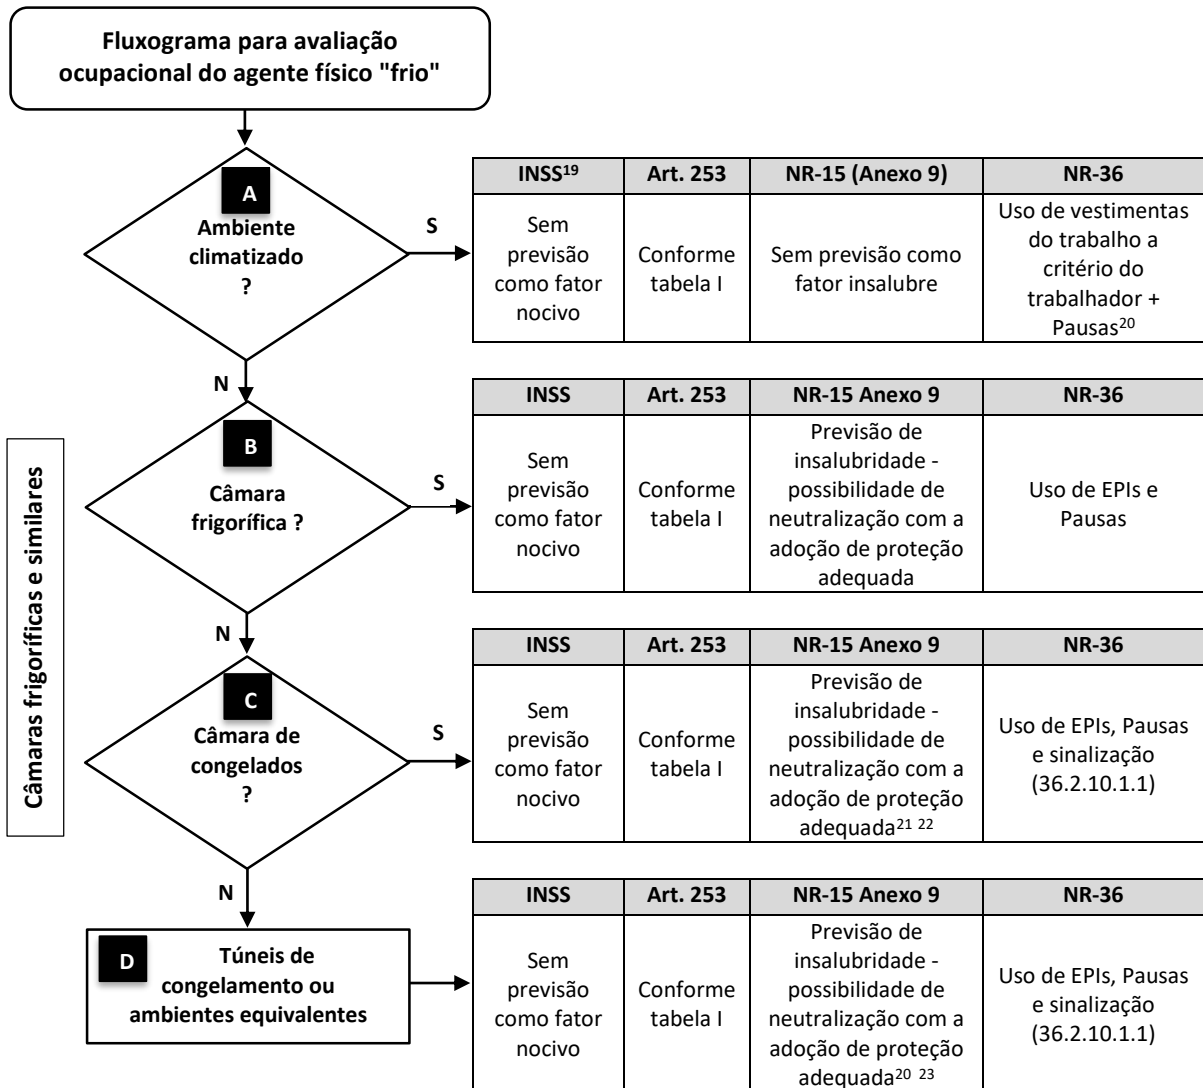 Fluxograma para avaliação
ocupacional do agente físico "frio"
A
Ambiente
climatizado
?
S
N
INSS19 Art. 253 NR-15 (Anexo 9) NR-36
Sem
previsão
como fator
nocivo
Conforme
tabela I
Sem previsão como
fator insalubre
Uso de vestimentas
do trabalho a
critério do
trabalhador +
Pausas20
Câmaras frigoríficas e similares
B
Câmara
frigorífica ?
S
N
INSS Art. 253 NR-15 Anexo 9 NR-36
Sem
previsão
como fator
nocivo
Conforme
tabela I
Previsão de
insalubridade -
possibilidade de
neutralização com a
adoção de proteção
adequada
Uso de EPIs e
Pausas
C
Câmara de
congelados
?
S
N
INSS Art. 253 NR-15 Anexo 9 NR-36
Sem
previsão
como fator
nocivo
Conforme
tabela I
Previsão de
insalubridade -
possibilidade de
neutralização com a
adoção de proteção
adequada21 22
Uso de EPIs, Pausas
e sinalização
(36.2.10.1.1)
D
Túneis de
congelamento ou
ambientes equivalentes
INSS Art. 253 NR-15 Anexo 9 NR-36
Sem
previsão
como fator
nocivo
Conforme
tabela I
Previsão de
insalubridade -
possibilidade de
neutralização com a
adoção de proteção
adequada20 23
Uso de EPIs, Pausas
e sinalização
(36.2.10.1.1)